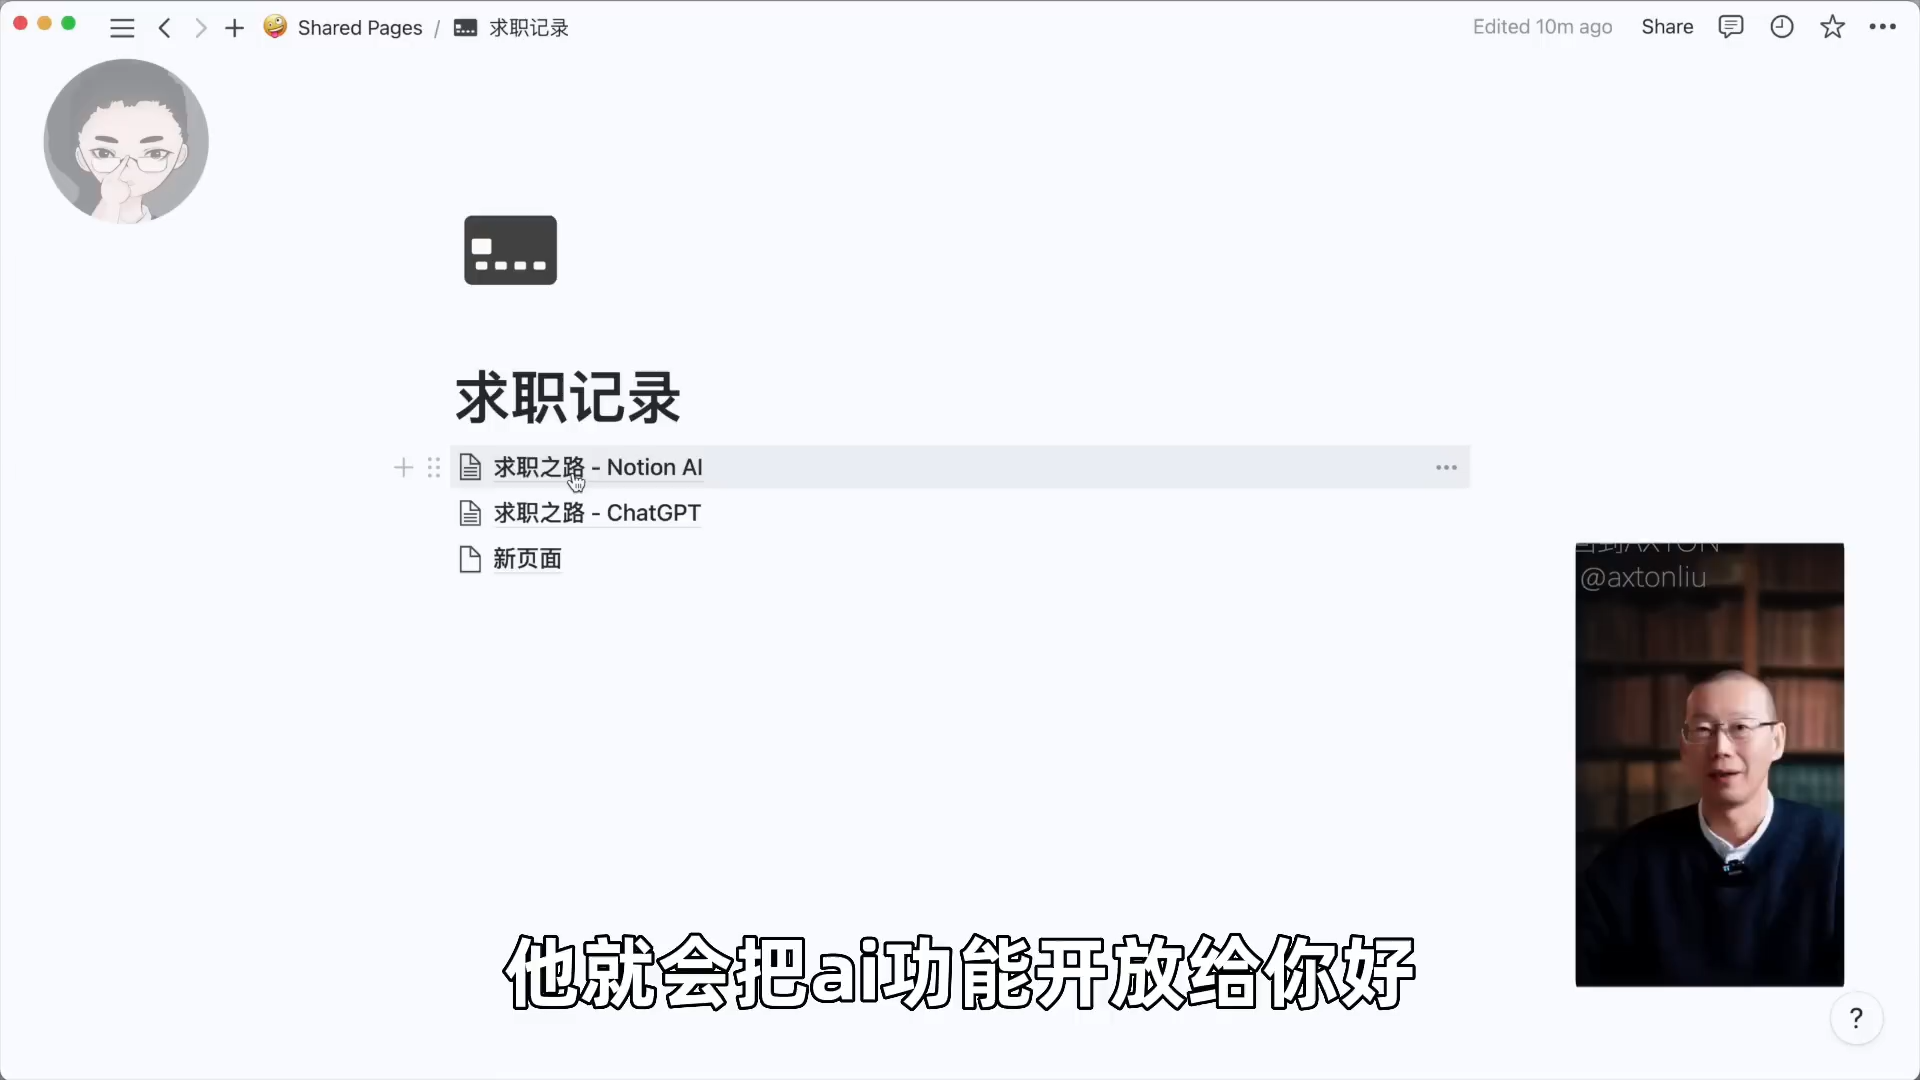 Shared Pages / 求职记录
Edited 10m ago
Share
求职记录
求职之路 - Notion AI
求职之路 - ChatGPT
新页面
@axtonliu
他就会把ai功能开放给你好
?